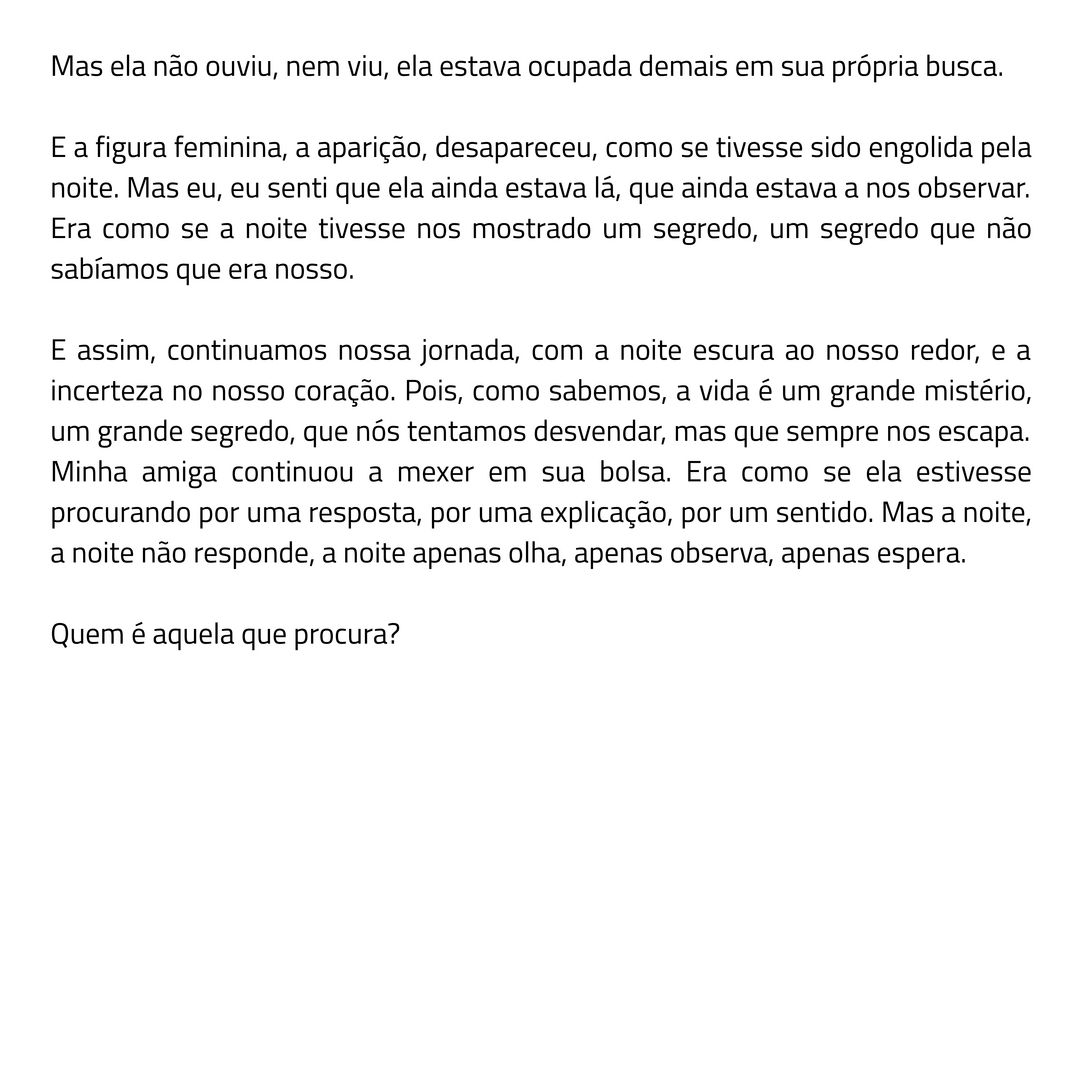 Mas ela não ouviu, nem viu, ela estava ocupada demais em sua própria busca.
E a figura feminina, a aparição, desapareceu, como se tivesse sido engolida pela
noite. Mas eu, eu senti que ela ainda estava lá, que ainda estava a nos observar.
Era como se a noite tivesse nos mostrado um segredo, um segredo que não
sabíamos que era nosso.
E assim, continuamos nossa jornada, com a noite escura ao nosso redor, e a
incerteza no nosso coração. Pois, como sabemos, a vida é um grande mistério,
um grande segredo, que nós tentamos desvendar, mas que sempre nos escapa.
Minha amiga continuou a mexer em sua bolsa. Era como se ela estivesse
procurando por uma resposta, por uma explicação, por um sentido. Mas a noite,
a noite não responde, a noite apenas olha, apenas observa, apenas espera.
Quem é aquela que procura?